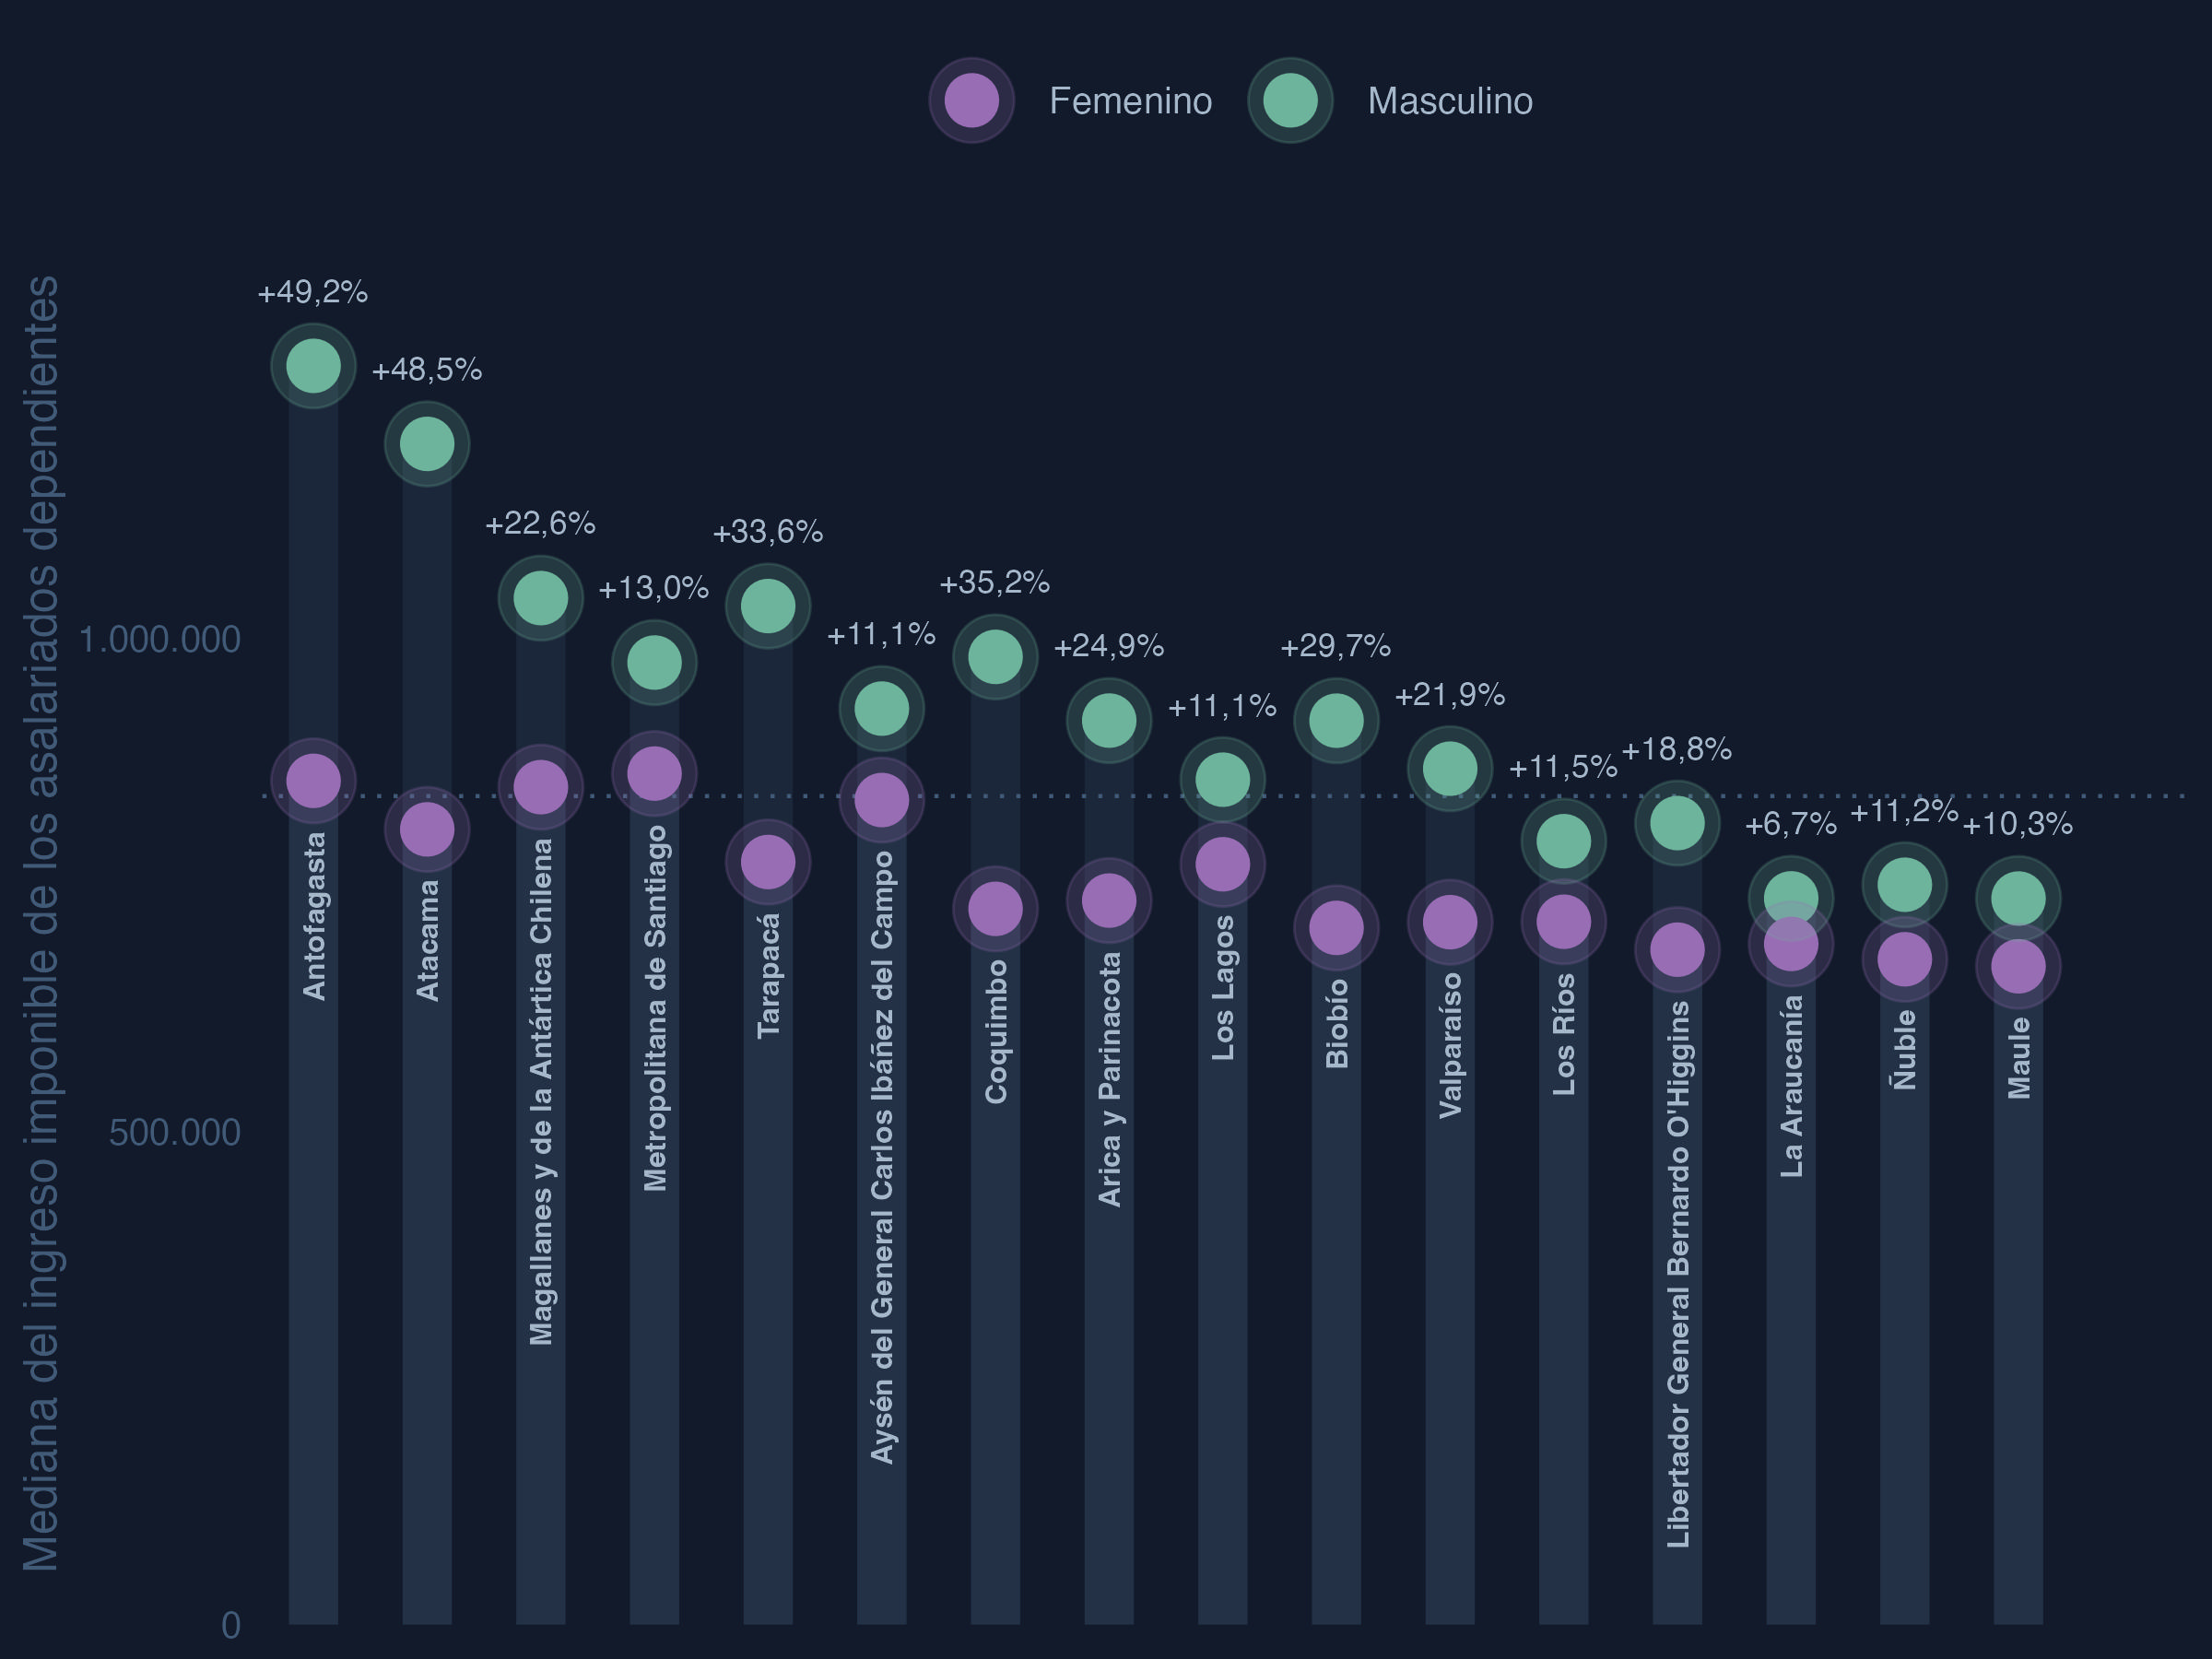 Femenino
Masculino
Mediana del ingreso imponible de los asalariados dependientes
1.000.000
500.000
0
+49,2%
+48,5%
+22,6%
+13,0%
+33,6%
+11,1%
+35,2%
+24,9%
+11,1%
+29,7%
+21,9%
+11,5%
+18,8%
+6,7%
+11,2%
+10,3%
Antofagasta
Atacama
Magallanes y de la Antártica Chilena
Metropolitana de Santiago
Tarapacá
Aysén del General Carlos Ibáñez del Campo
Coquimbo
Arica y Parinacota
Los Lagos
Biobío
Valparaíso
Los Ríos
Libertador General Bernardo O'Higgins
La Araucanía
Ñuble
Maule